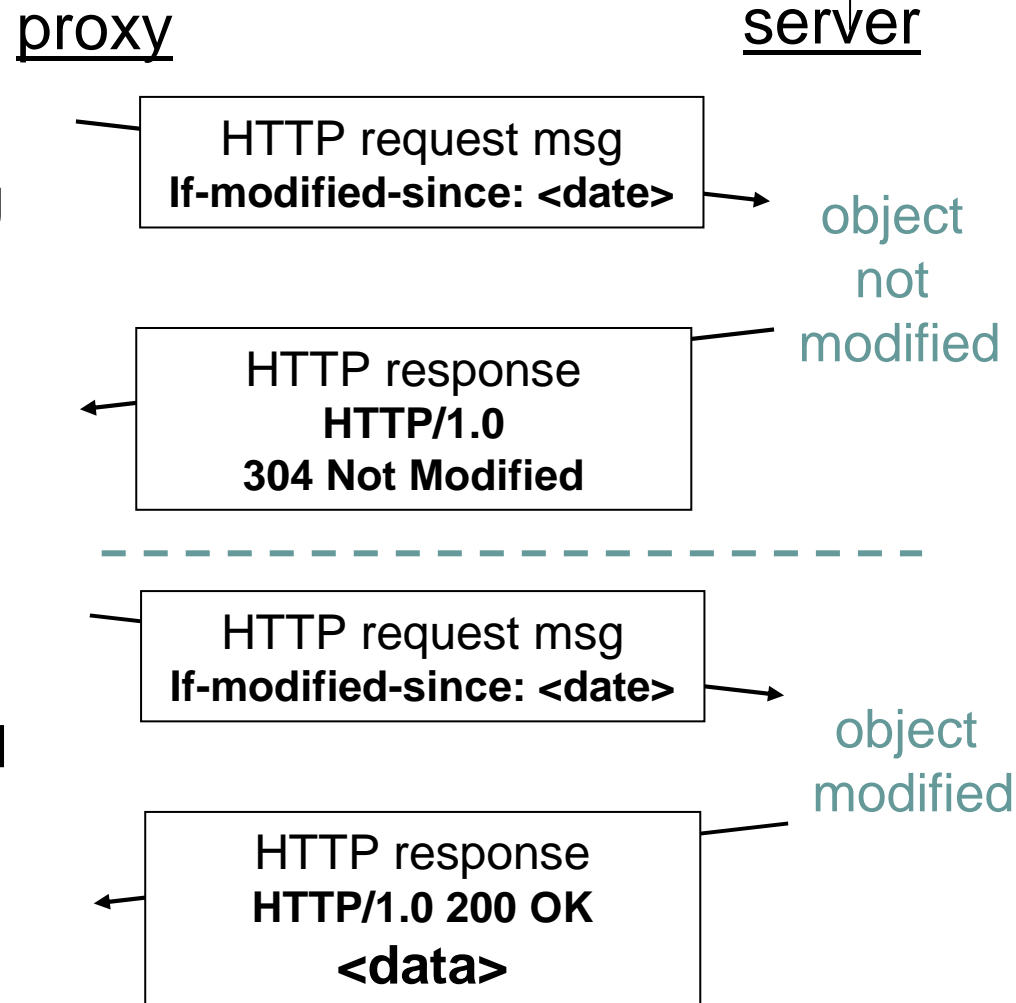 proxy
server
HTTP request msg
If-modified-since: <date>
object
not
modified
HTTP response
HTTP/1.0
304 Not Modified
HTTP request msg
If-modified-since: <date>
object
modified
HTTP response
HTTP/1.0 200 OK
<data>